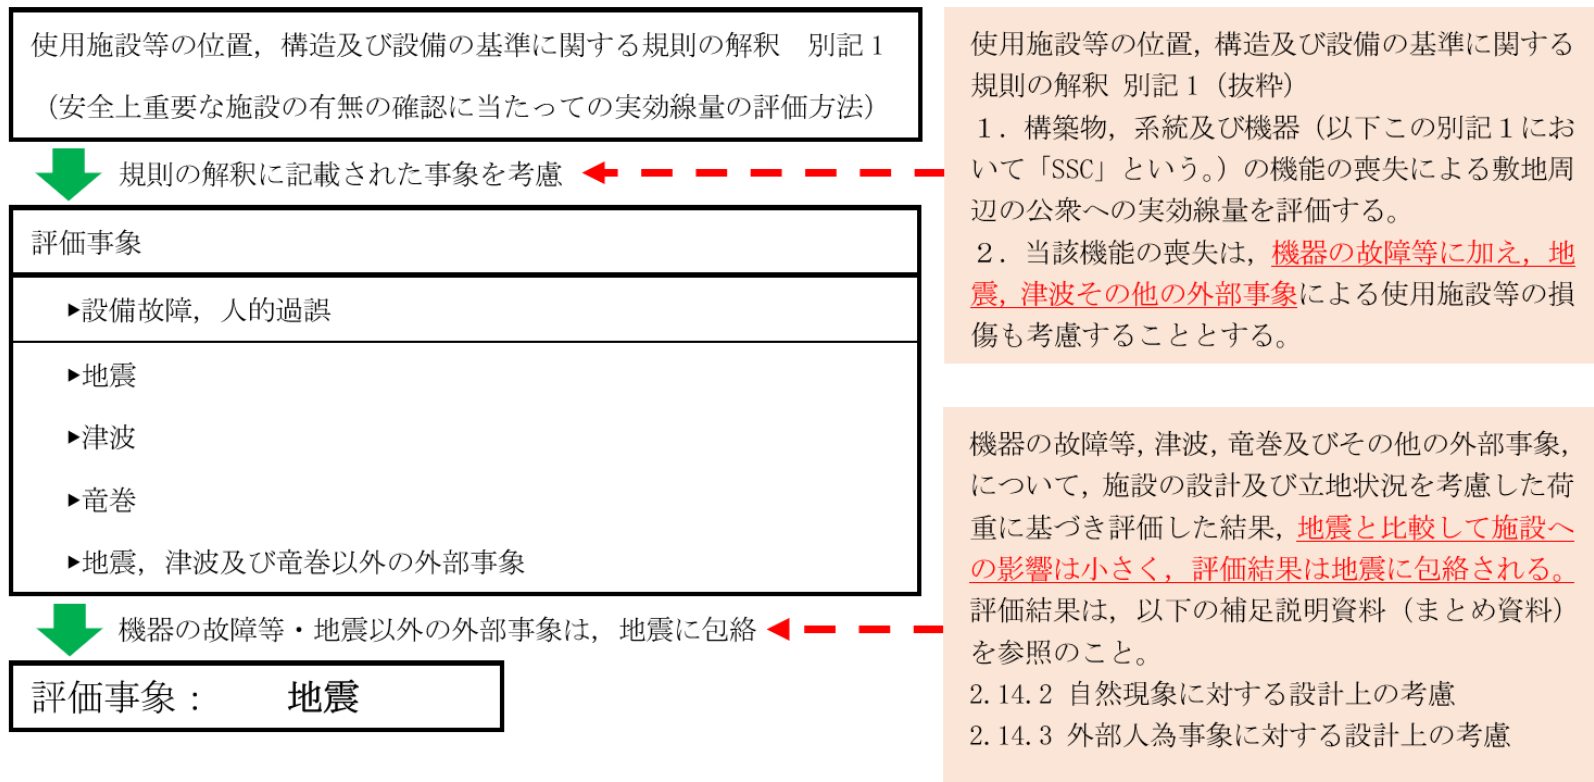 使用施設等の位置，構造及び設備の基準に関する規則の解釈　別記１
（安全上重要な施設の有無の確認に当たっての実効線量の評価方法）
規則の解釈に記載された事象を考慮
評価事象
▶設備故障，人的過誤
▶地震
▶津波
▶竜巻
▶地震，津波及び竜巻以外の外部事象
機器の故障等・地震以外の外部事象は，地震に包絡
評価事象：　　地震
使用施設等の位置，構造及び設備の基準に関する
規則の解釈 別記１（抜粋）
１．構築物，系統及び機器（以下この別記１にお
いて「SSC」という。）の機能の喪失による敷地周
辺の公衆への実効線量を評価する。
２．当該機能の喪失は，機器の故障等に加え，地
震，津波その他の外部事象による使用施設等の損
傷も考慮することとする。
機器の故障等，津波，竜巻及びその他の外部事象，
について，施設の設計及び立地状況を考慮した荷
重に基づき評価した結果，地震と比較して施設へ
の影響は小さく，評価結果は地震に包絡される。
評価結果は，以下の補足説明資料（まとめ資料）
を参照のこと。
2.14.2 自然現象に対する設計上の考慮
2.14.3 外部人為事象に対する設計上の考慮